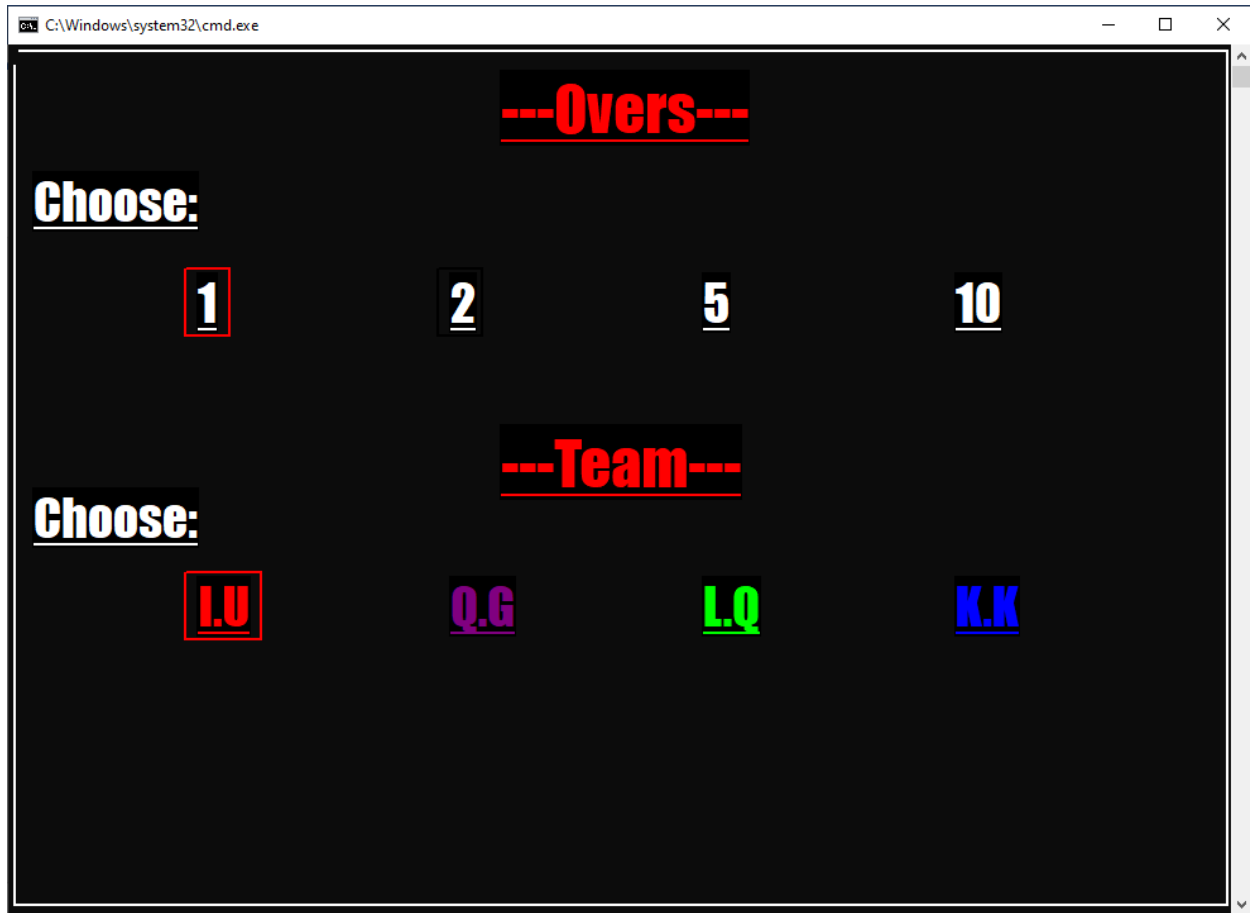 C:\Windows\system32\cmd.exe
---Overs---
Choose:
1 2 5 10
---Team---
Choose:
I.U Q.G L.Q K.K